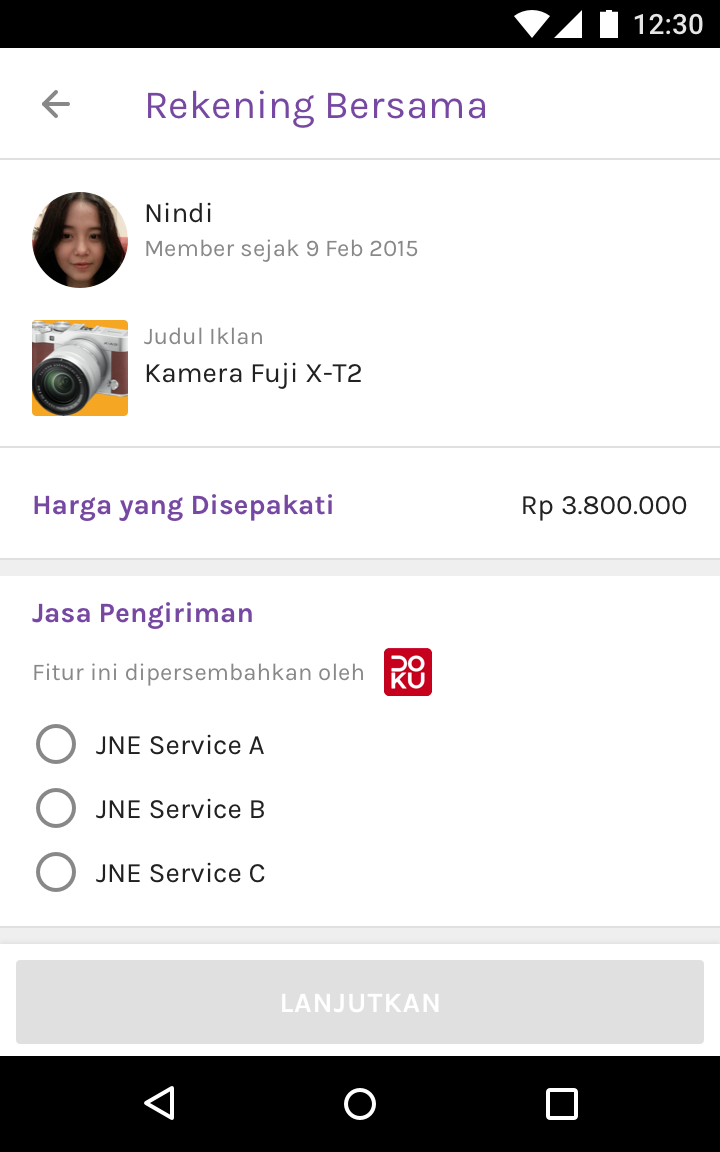 12:30
Rekening Bersama
Nindi
Member sejak 9 Feb 2015
Judul Iklan
Kamera Fuji X-T2
Harga yang Disepakati Rp 3.800.000
Jasa Pengiriman
Fitur ini dipersembahkan oleh DOKU
JNE Service A
JNE Service B
JNE Service C
LANJUTKAN